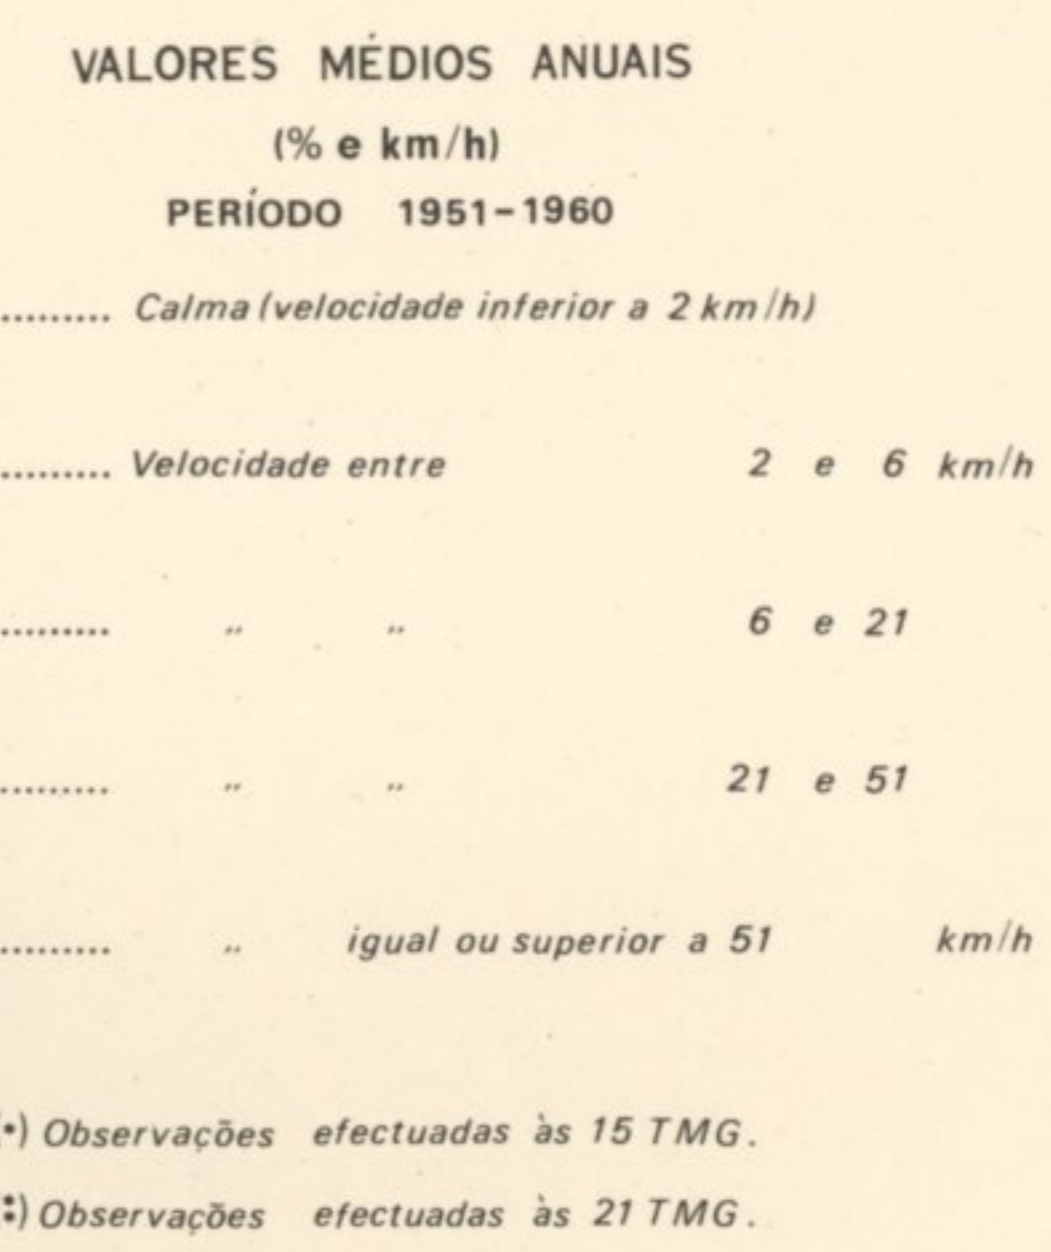 VALORES MÉDIOS ANUAIS
(% e km/h)
PERÍODO 1951-1960
......... Calma (velocidade inferior a 2 km/h)
......... Velocidade entre 2 e 6 km/h
......... ,, ,, 6 e 21
......... ,, ,, 21 e 51
......... ,, igual ou superior a 51 km/h
(•) Observações efectuadas às 15 TMG.
(:) Observações efectuadas às 21 TMG.